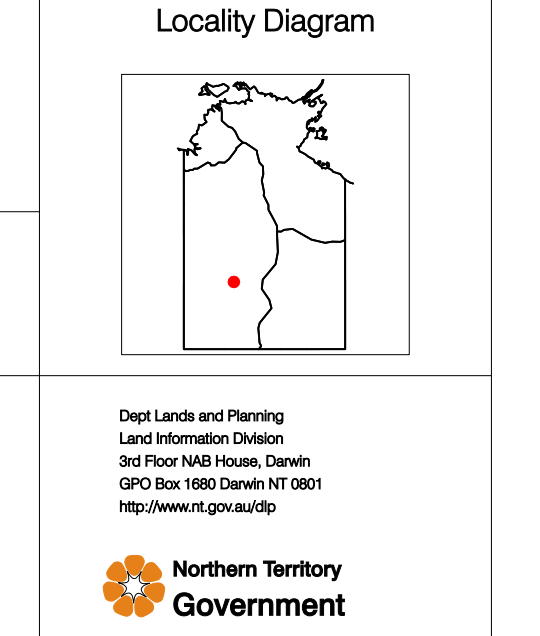 Locality Diagram
Dept Lands and Planning
Land Information Division
3rd Floor NAB House, Darwin
GPO Box 1680 Darwin NT 0801
http://www.nt.gov.au/dlp
Northern Territory
Government